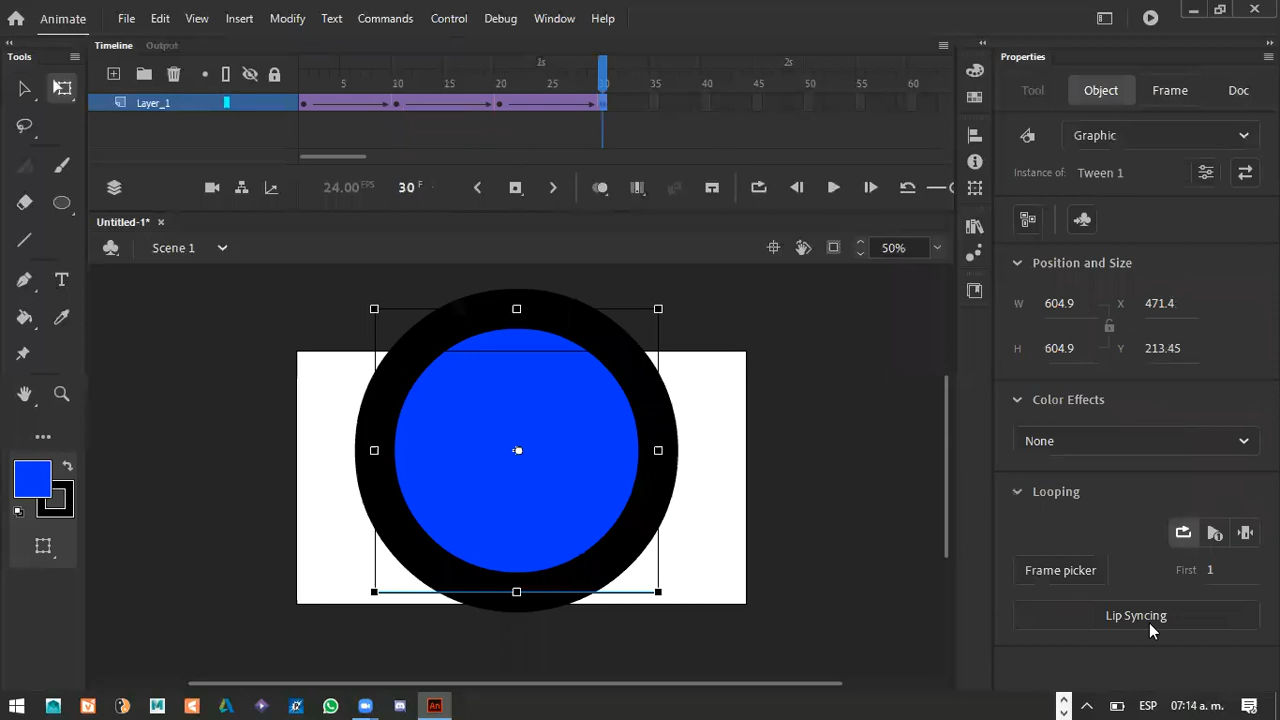 Animate File Edit View Insert Modify Text Commands Control Debug Window Help
Tools
Timeline Output
Properties
1s 2s
5 10 15 20 25 30 35 40 45 50 55 60
Layer_1
Tool Object Frame Doc
Graphic
Instance of: Tween 1
24.00 FPS 30 F
Untitled-1* ×
Scene 1
50%
Position and Size
W 604.9 X 471.4
H 604.9 Y 213.45
Color Effects
None
Looping
Frame picker First 1
Lip Syncing
An
ESP 07:14 a. m.